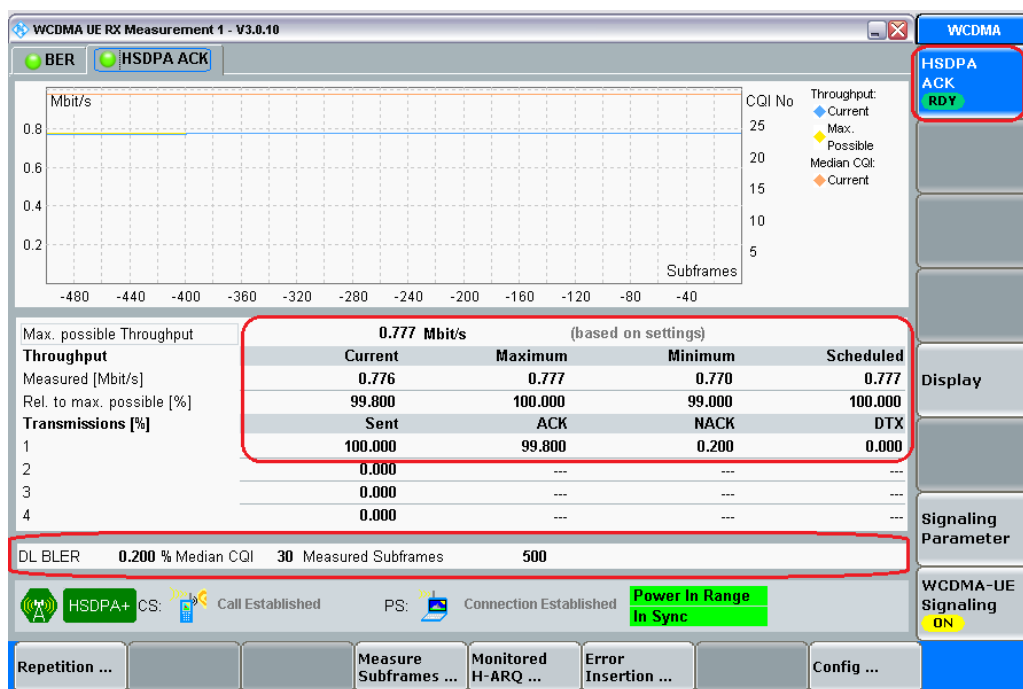 WCDMA UE RX Measurement 1 - V3.0.10
WCDMA
BER HSDPA ACK
HSDPA
ACK
RDY
Mbit/s
CQI No
Throughput:
Current
Max.
Possible
Median CQI:
Current
0.8
0.6
0.4
0.2
25
20
15
10
5
Subframes
-480 -440 -400 -360 -320 -280 -240 -200 -160 -120 -80 -40
Max. possible Throughput 0.777 Mbit/s (based on settings)
Throughput Current Maximum Minimum Scheduled
Measured [Mbit/s] 0.776 0.777 0.770 0.777
Rel. to max. possible [%] 99.800 100.000 99.000 100.000
Transmissions [%] Sent ACK NACK DTX
1 100.000 99.800 0.200 0.000
2 0.000 --- --- ---
3 0.000 --- --- ---
4 0.000 --- --- ---
DL BLER 0.200 % Median CQI 30 Measured Subframes 500
HSDPA+ CS: Call Established PS: Connection Established
Power In Range
In Sync
Display
Signaling
Parameter
WCDMA-UE
Signaling
ON
Repetition ...
Measure
Subframes ...
Monitored
H-ARQ ...
Error
Insertion ...
Config ...